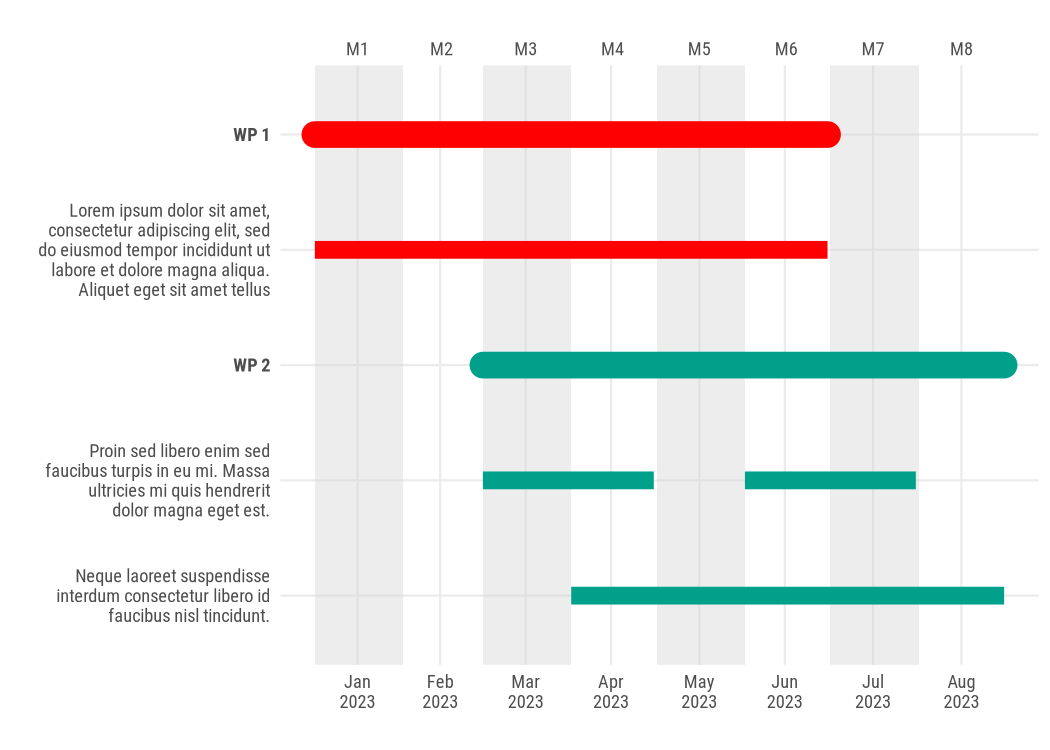 M1 M2 M3 M4 M5 M6 M7 M8
WP 1
Lorem ipsum dolor sit amet,
consectetur adipiscing elit, sed
do eiusmod tempor incididunt ut
labore et dolore magna aliqua.
Aliquet eget sit amet tellus
WP 2
Proin sed libero enim sed
faucibus turpis in eu mi. Massa
ultricies mi quis hendrerit
dolor magna eget est.
Neque laoreet suspendisse
interdum consectetur libero id
faucibus nisl tincidunt.
Jan Feb Mar Apr May Jun Jul Aug
2023 2023 2023 2023 2023 2023 2023 2023